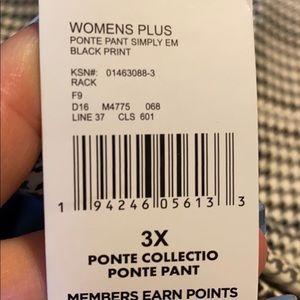 WOMENS PLUS
PONTE PANT SIMPLY EM
BLACK PRINT
KSN#: 01463088-3
RACK
F9
D16 M4775 068
LINE 37 CLS 601
1 94246 05613 3
3X
PONTE COLLECTIO
PONTE PANT
MEMBERS EARN POINTS